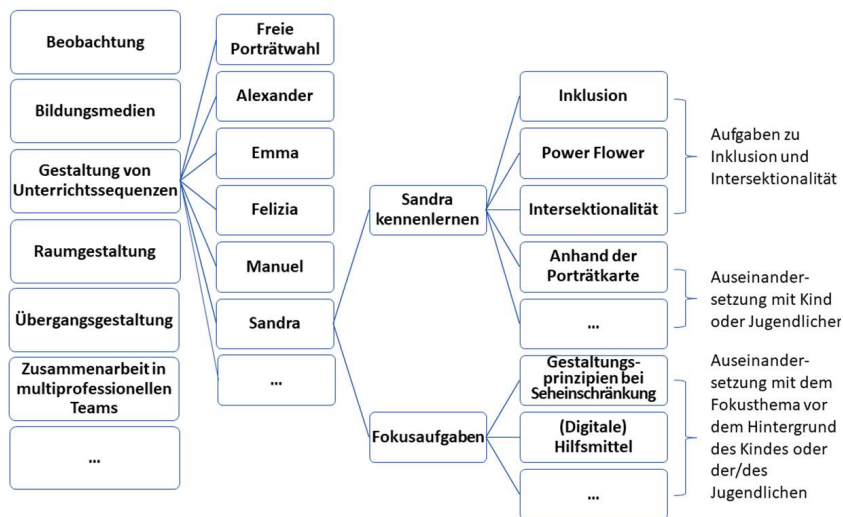 Beobachtung
Bildungsmedien
Gestaltung von
Unterrichtssequenzen
Raumgestaltung
Übergangsgestaltung
Zusammenarbeit in
multiprofessionellen
Teams
...
Freie
Porträtwahl
Alexander
Emma
Felizia
Manuel
Sandra
...
Sandra
kennenlernen
Fokusaufgaben
Inklusion
Power Flower
Intersektionalität
Anhand der
Porträtkarte
...
Gestaltungs-
prinzipien bei
Seheinschränkung
(Digitale)
Hilfsmittel
...
Aufgaben zu
Inklusion und
Intersektionalität
Auseinander-
setzung mit Kind
oder Jugendlichen
Auseinander-
setzung mit dem
Fokusthema vor
dem Hintergrund
des Kindes oder
der/des
Jugendlichen